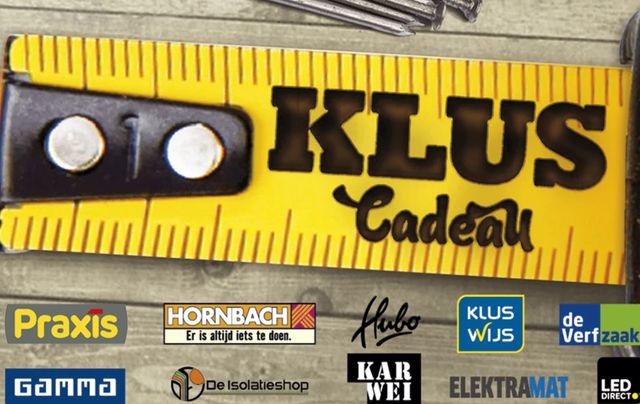 1
KLUS
Cadeau
Praxis
HORNBACH
Er is altijd iets te doen.
Hubo
KLUS
WIJS
de
Verfzaak
GAMMA
De Isolatieshop
KAR
WEI
ELEKTRAMAT
LED
DIRECT